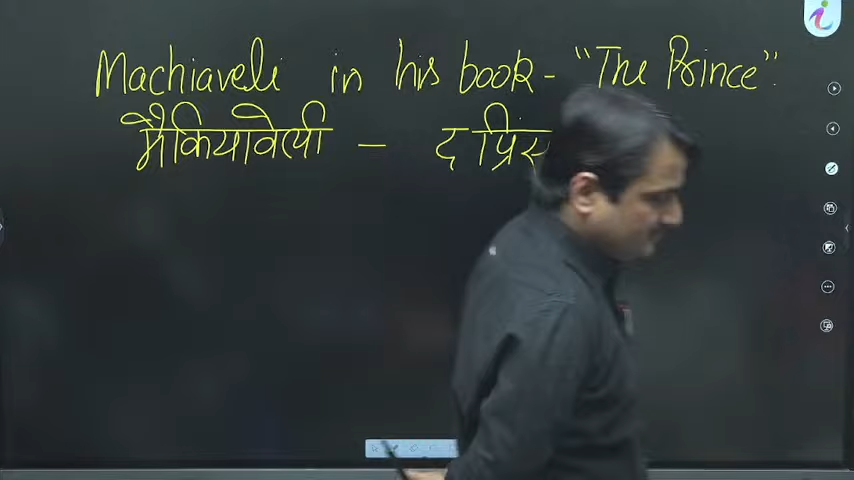 Machiaveli in his book- "The Prince".
मैकियावेली - द प्रिंस